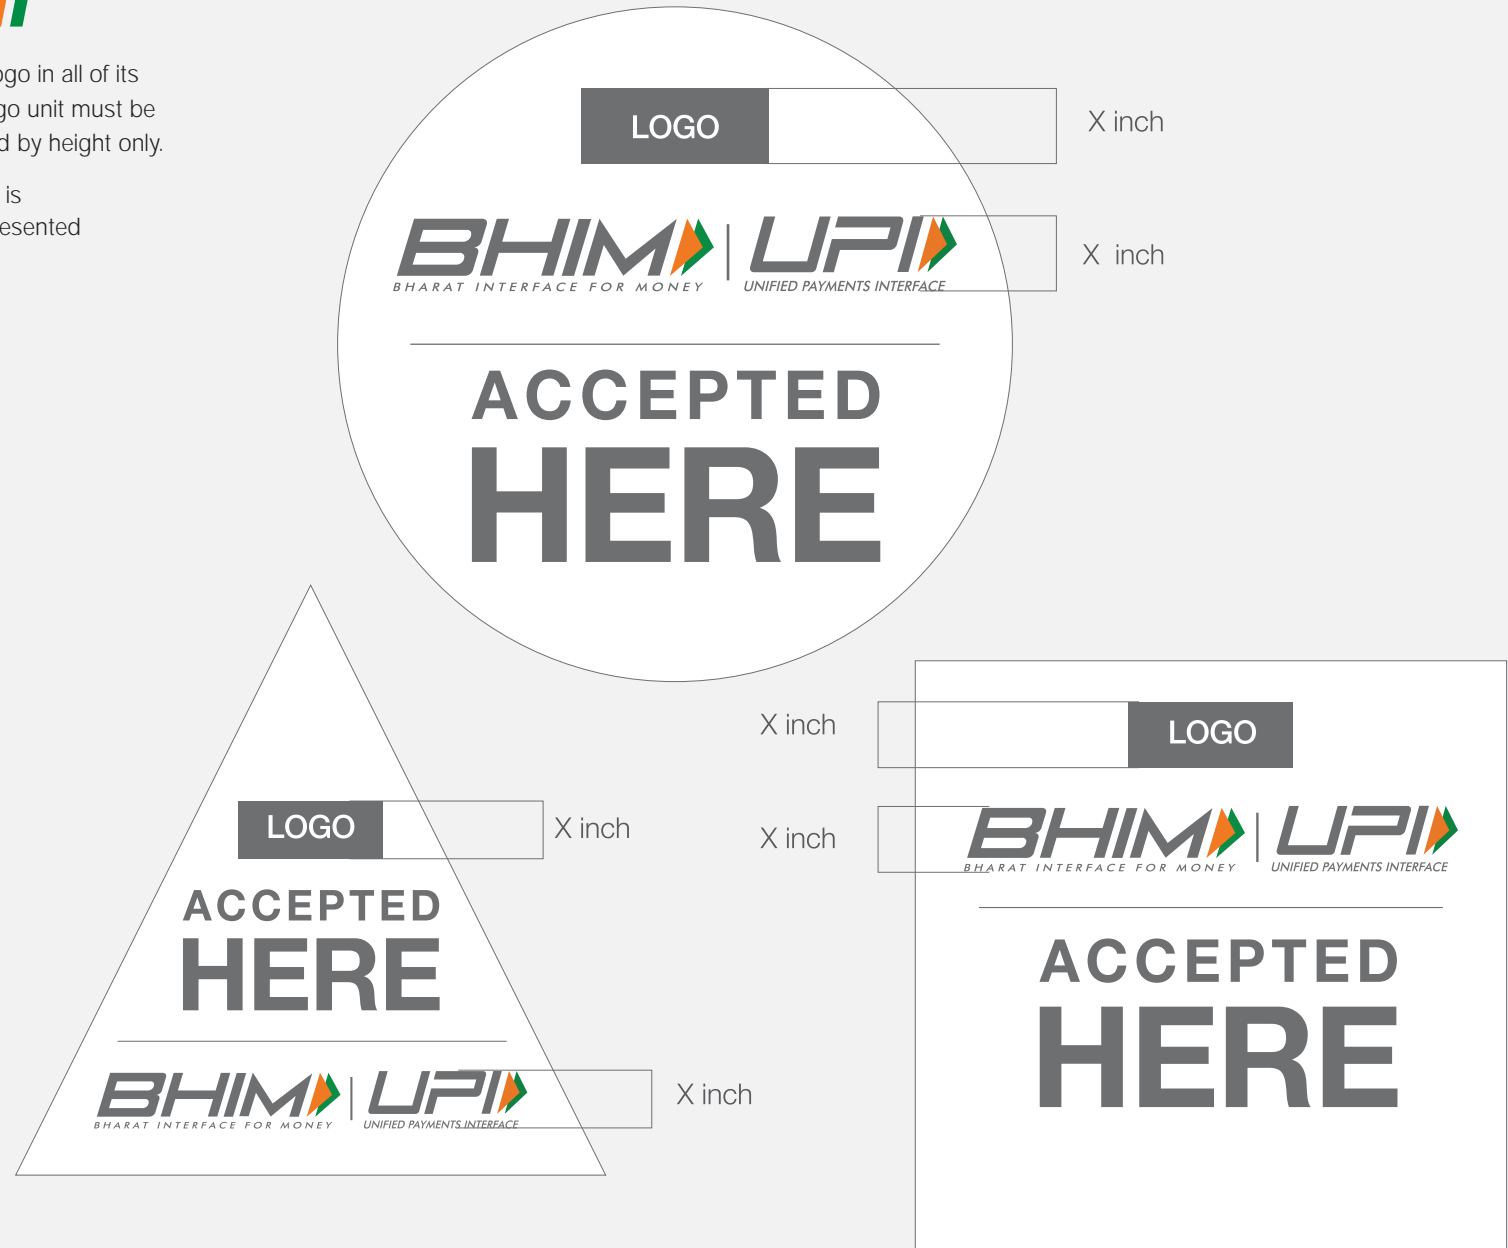 ogo in all of its
go unit must be
d by height only.
is
esented
LOGO
X inch
BHIM UPI
BHARAT INTERFACE FOR MONEY UNIFIED PAYMENTS INTERFACE
X inch
ACCEPTED
HERE
LOGO
X inch
ACCEPTED
HERE
BHIM UPI
BHARAT INTERFACE FOR MONEY UNIFIED PAYMENTS INTERFACE
X inch
X inch
LOGO
X inch
BHIM UPI
BHARAT INTERFACE FOR MONEY UNIFIED PAYMENTS INTERFACE
ACCEPTED
HERE